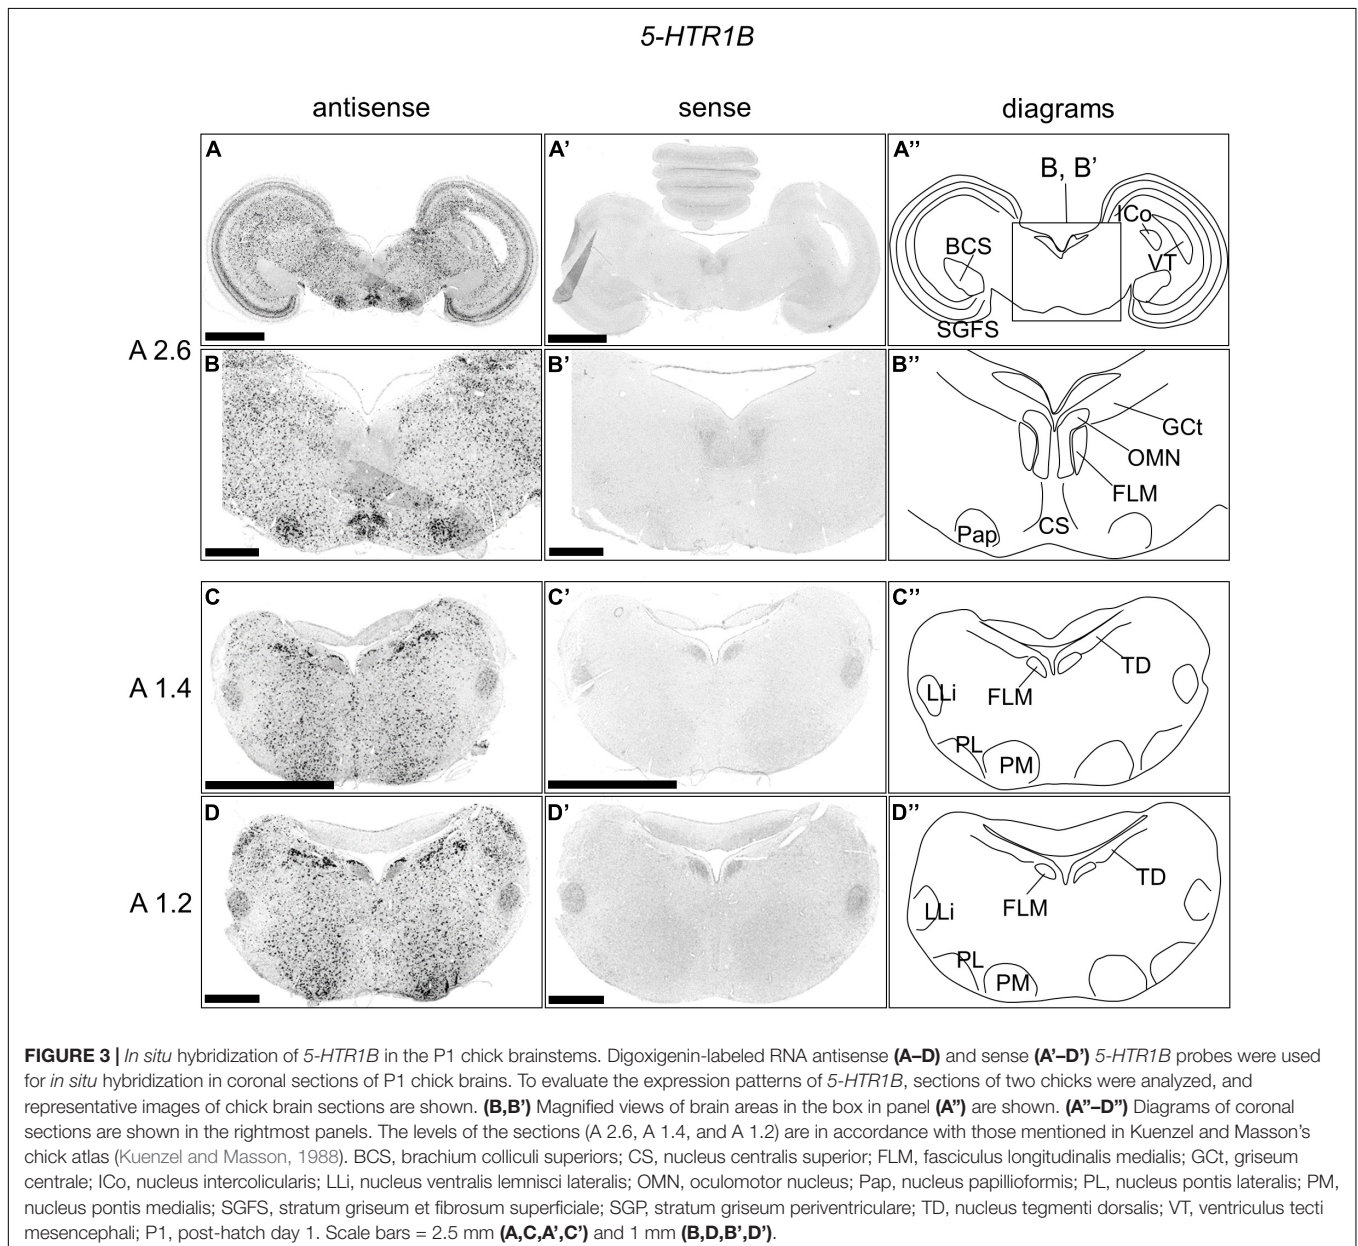 5-HTR1B
antisense
sense
diagrams
A
A’
A’’
B, B’
ICo
BCS
VT
SGFS
A 2.6
B
B’
B’’
GCt
OMN
FLM
Pap
CS
C
C’
C’’
TD
LLi
FLM
PL
PM
A 1.4
D
D’
D’’
TD
LLi
FLM
PL
PM
A 1.2
FIGURE 3 | In situ hybridization of 5-HTR1B in the P1 chick brainstems. Digoxigenin-labeled RNA antisense (A–D) and sense (A’–D’) 5-HTR1B probes were used
for in situ hybridization in coronal sections of P1 chick brains. To evaluate the expression patterns of 5-HTR1B, sections of two chicks were analyzed, and
representative images of chick brain sections are shown. (B,B’) Magnified views of brain areas in the box in panel (A’’) are shown. (A’’–D’’) Diagrams of coronal
sections are shown in the rightmost panels. The levels of the sections (A 2.6, A 1.4, and A 1.2) are in accordance with those mentioned in Kuenzel and Masson’s
chick atlas (Kuenzel and Masson, 1988). BCS, brachium colliculi superiors; CS, nucleus centralis superior; FLM, fasciculus longitudinalis medialis; GCt, griseum
centrale; ICo, nucleus intercollicularis; LLi, nucleus ventralis lemnisci lateralis; OMN, oculomotor nucleus; Pap, nucleus papillioformis; PL, nucleus pontis lateralis; PM,
nucleus pontis medialis; SGFS, stratum griseum et fibrosum superficiale; SGP, stratum griseum periventriculare; TD, nucleus tegmenti dorsalis; VT, ventriculus tecti
mesencephali; P1, post-hatch day 1. Scale bars = 2.5 mm (A,C,A’,C’) and 1 mm (B,D,B’,D’).